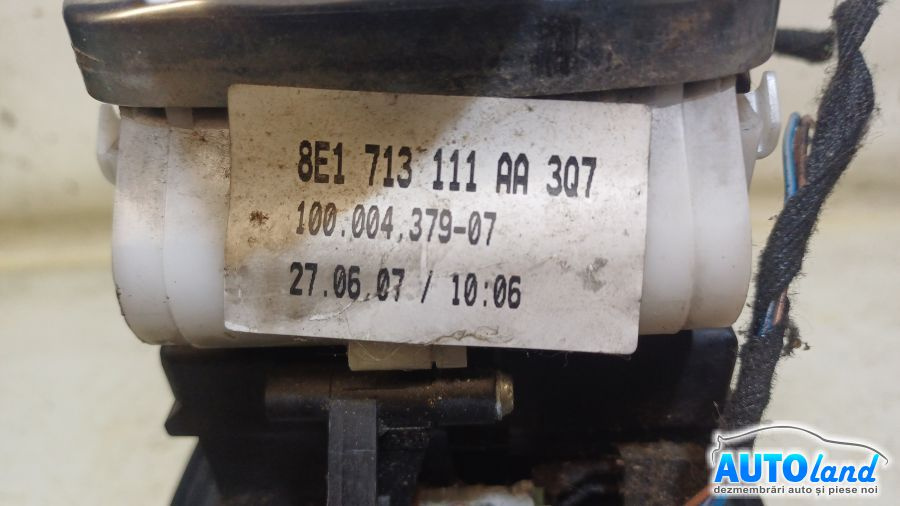 8E1 713 111 AA 3Q7
100.004.379-07
27.06.07 / 10:06
AUTOland
dezmembrări auto și piese noi